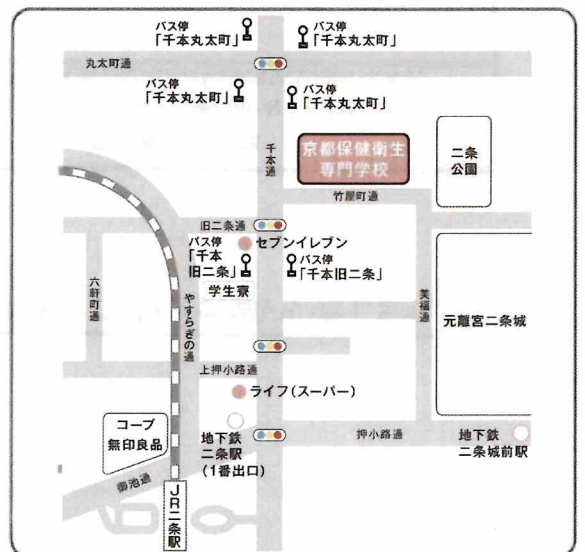 バス停
「千本丸太町」
バス停
「千本丸太町」
丸太町通
バス停
「千本丸太町」
バス停
「千本丸太町」
千本通
京都保健衛生
専門学校
二条
公園
竹屋町通
旧二条通
セブンイレブン
バス停
「千本
旧二条」
「千本旧二条」
学生寮
六軒町通
やすらぎの通
美福通
元離宮二条城
上押小路通
ライフ(スーパー)
コープ
無印良品
地下鉄
二条駅
(1番出口)
押小路通
地下鉄
二条城前駅
御池通
JR二条駅